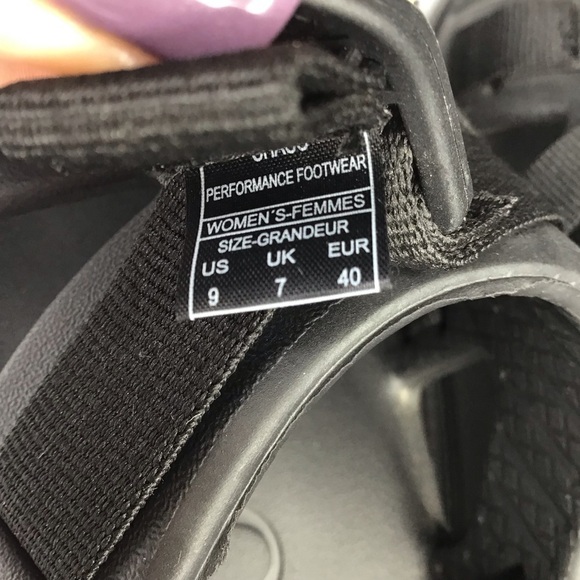 PERFORMANCE FOOTWEAR
WOMEN'S-FEMMES
SIZE-GRANDEUR
US UK EUR
9 7 40